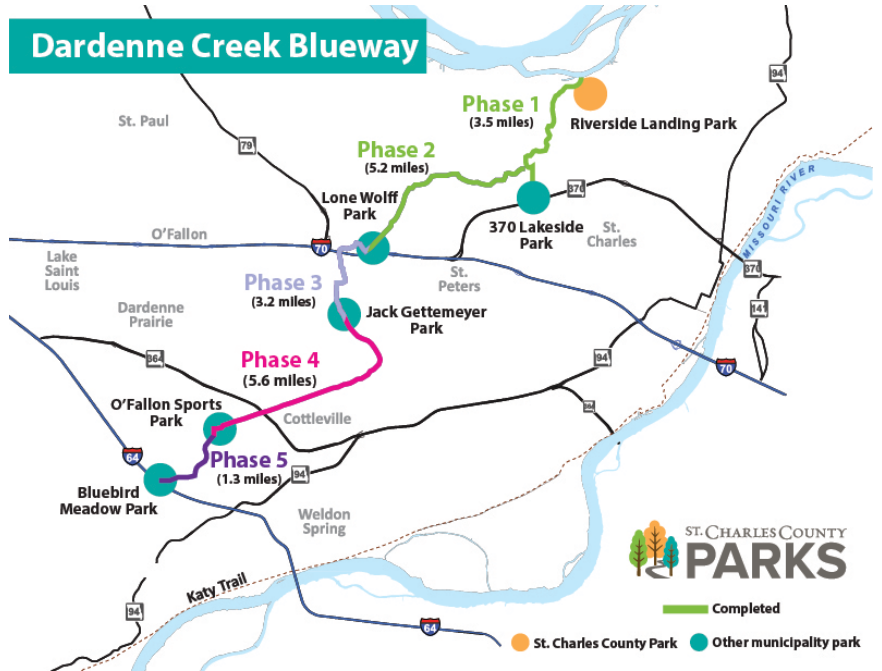 Dardenne Creek Blueway
94
Phase 1
(3.5 miles)
Riverside Landing Park
St. Paul
79
Phase 2
(5.2 miles)
Lone Wolff
Park
370
370 Lakeside
Park
St.
Charles
MISSOURI RIVER
O'Fallon
70
Lake
Saint
Louis
St.
Peters
370
Phase 3
(3.2 miles)
Jack Gettemeyer
Park
Dardenne
Prairie
141
364
Phase 4
(5.6 miles)
94
70
O'Fallon Sports
Park
Cottleville
64
Phase 5
(1.3 miles)
94
Bluebird
Meadow Park
Weldon
Spring
Katy Trail
94
64
ST. CHARLES COUNTY
PARKS
Completed
St. Charles County Park
Other municipality park